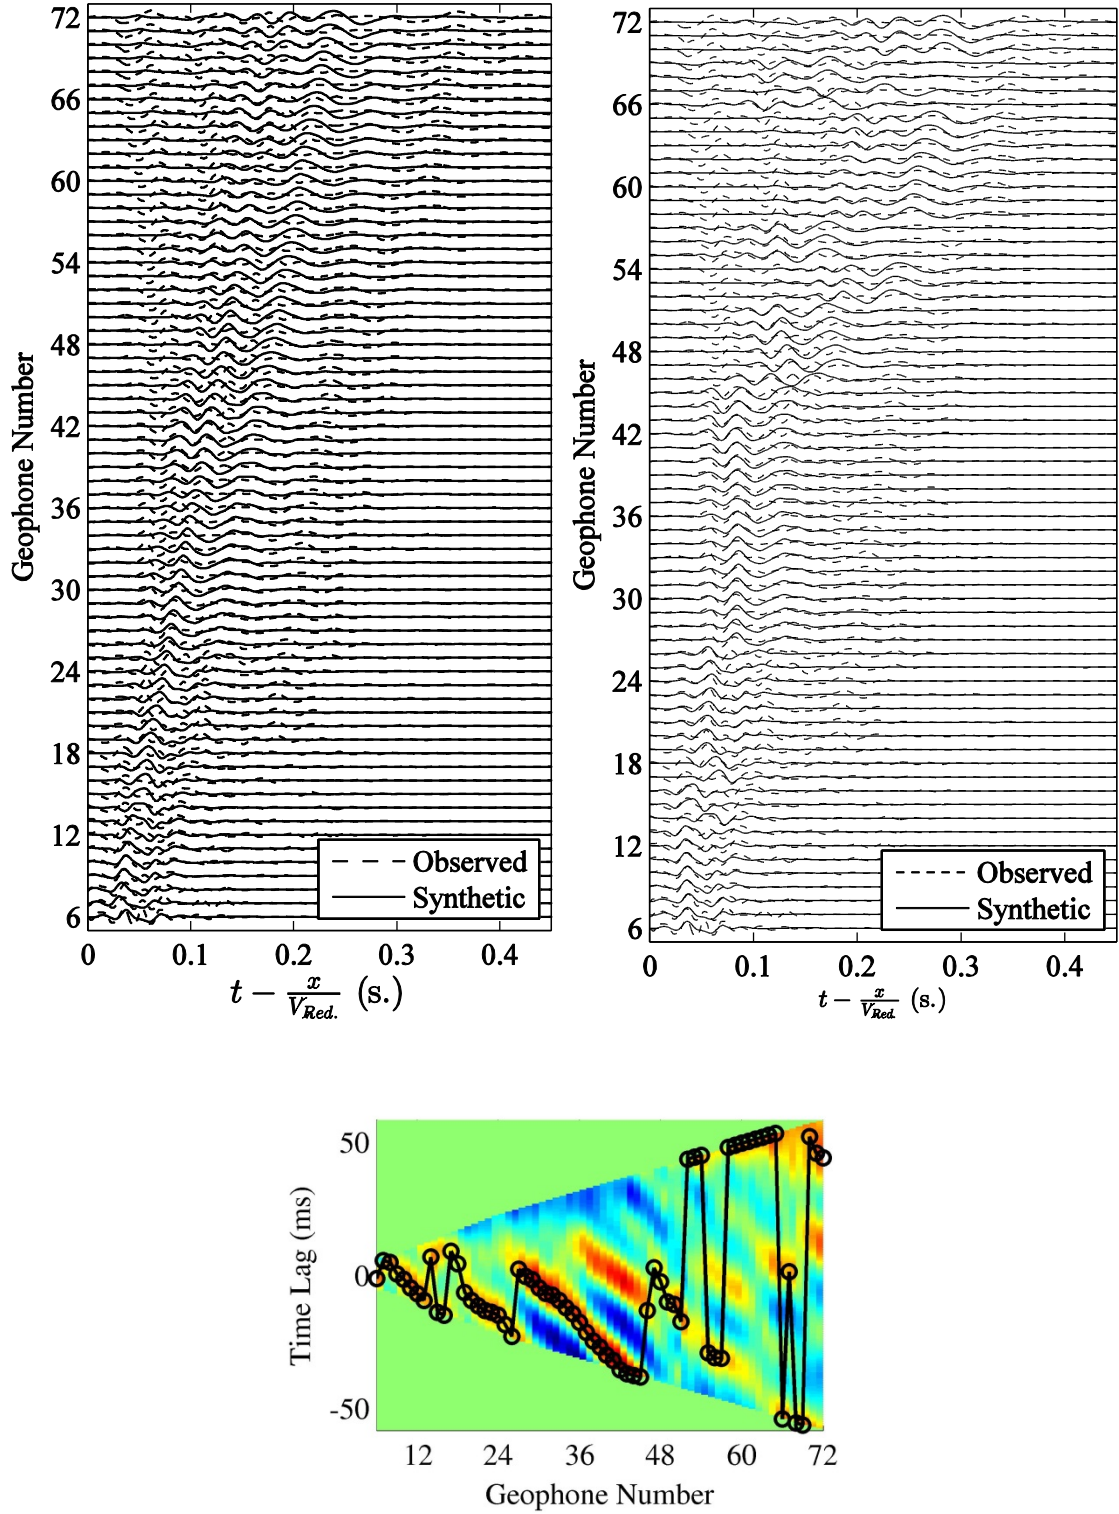 72
66
60
54
48
42
36
30
24
18
12
6
Geophone Number
Observed
Synthetic
0 0.1 0.2 0.3 0.4
t − x/V_Red. (s.)
72
66
60
54
48
42
36
30
24
18
12
6
Geophone Number
Observed
Synthetic
0 0.1 0.2 0.3 0.4
t − x/V_Red. (s.)
50
0
-50
Time Lag (ms)
12 24 36 48 60 72
Geophone Number